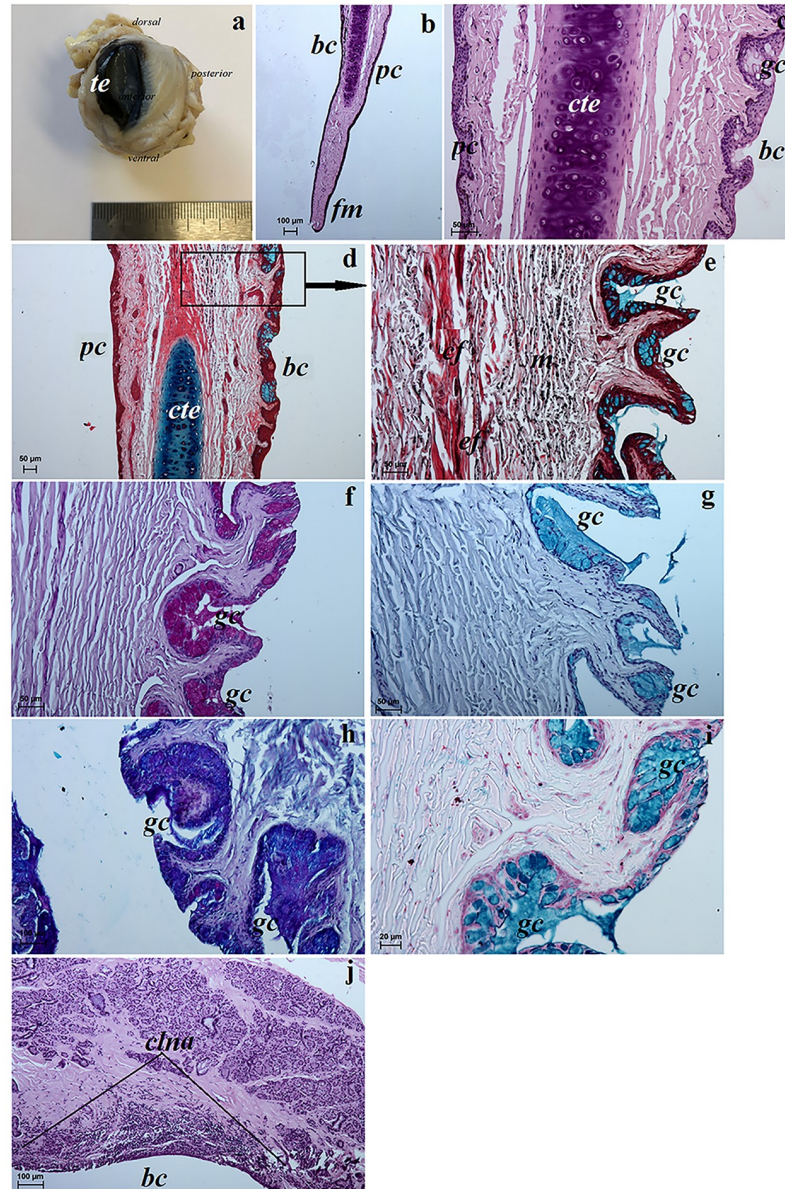 a
dorsal
te
posterior
anterior
ventral
b
bc
pc
fm
100 µm
c
gc
cte
pc
bc
50 µm
d
pc
bc
cte
50 µm
e
gc
gc
ef
m
ef
50 µm
f
gc
gc
50 µm
g
gc
gc
50 µm
h
gc
gc
100 µm
i
gc
gc
20 µm
j
clna
bc
100 µm